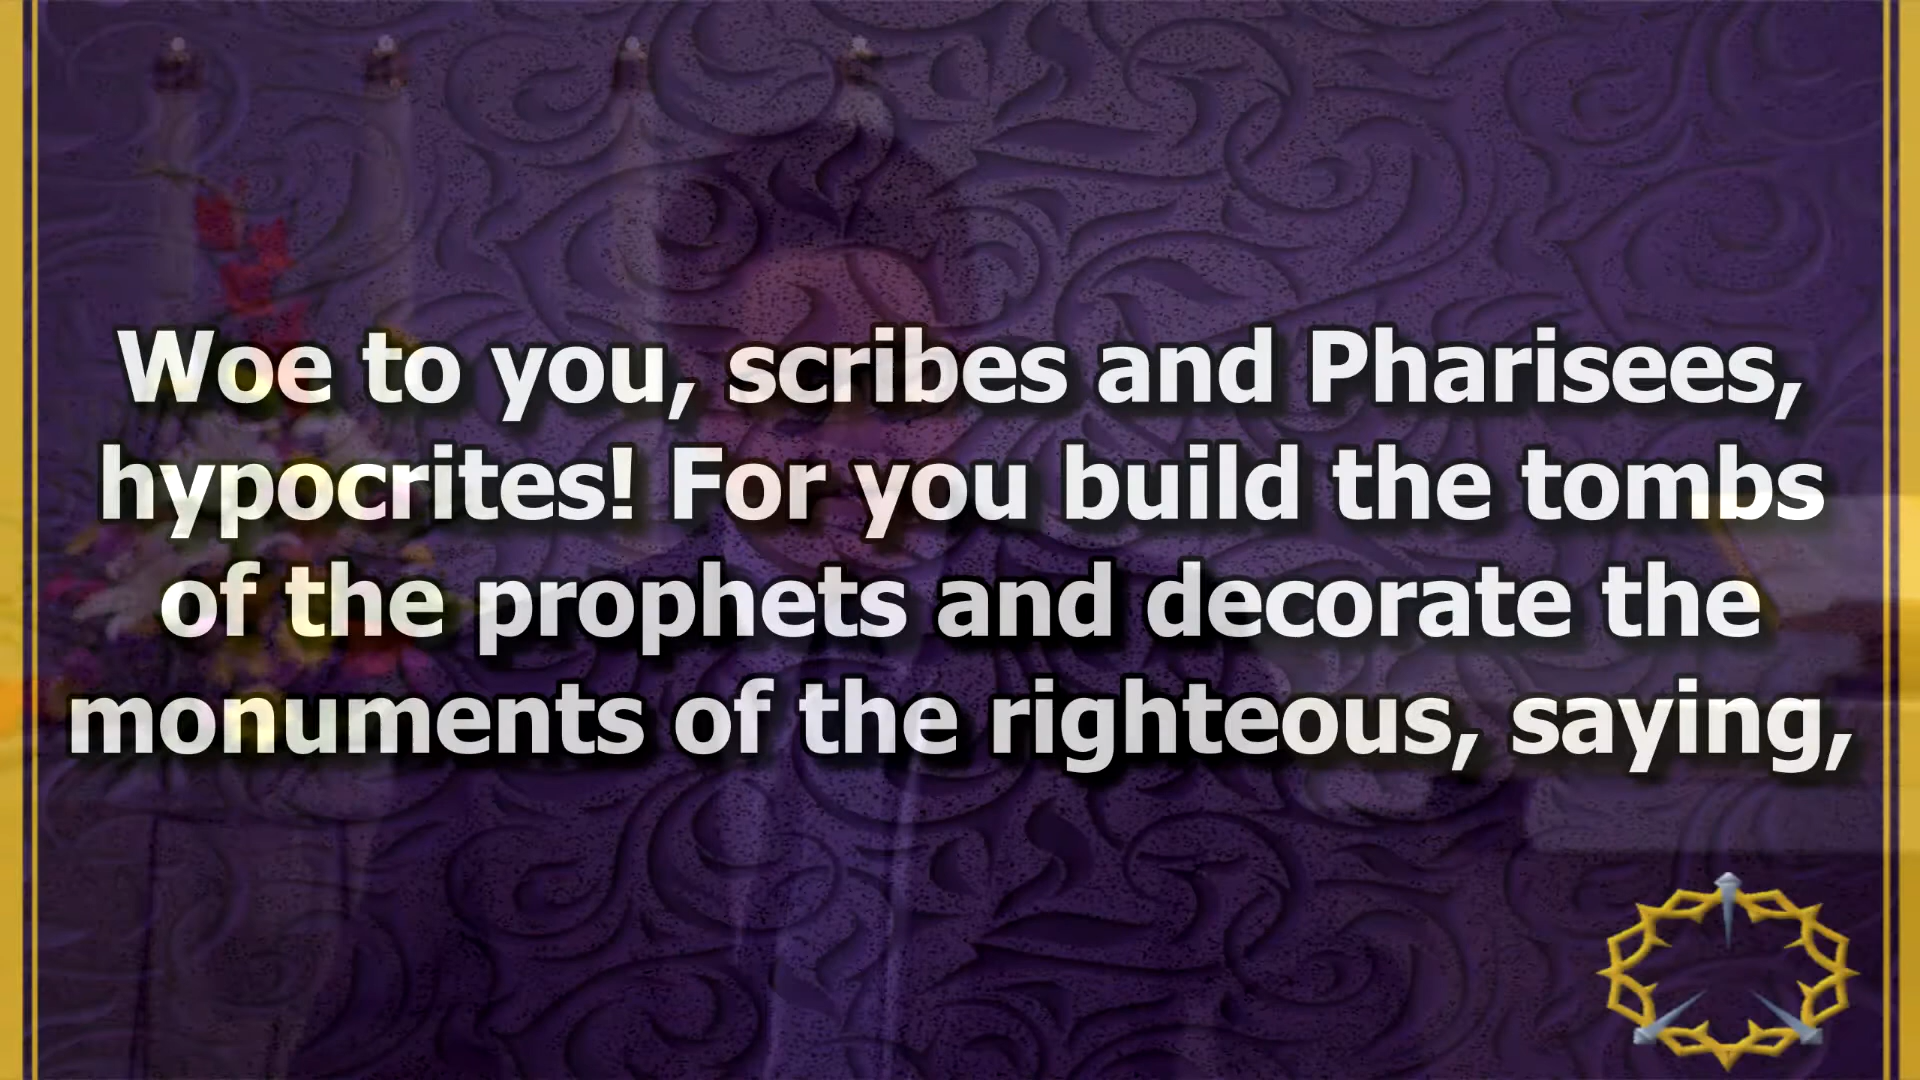 Woe to you, scribes and Pharisees,
hypocrites! For you build the tombs
of the prophets and decorate the
monuments of the righteous, saying,